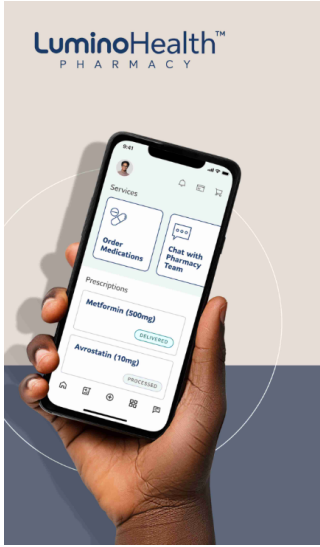 LuminoHealth™
PHARMACY
9:41
Services
Order
Medications
Chat with
Pharmacy
Team
Prescriptions
Metformin (500mg)
DELIVERED
Avrostatin (10mg)
PROCESSED